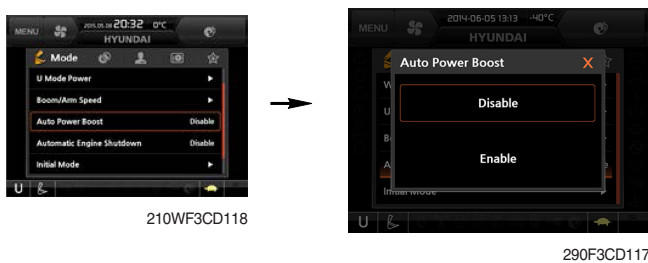 MENU 2015.05.08 20:32 0°C
HYUNDAI
Mode
U Mode Power
Boom/Arm Speed
Auto Power Boost Disable
Automatic Engine Shutdown Disable
Initial Mode
U
210WF3CD118
MENU 2014-06-05 13:13 -40°C
HYUNDAI
Auto Power Boost X
Disable
Enable
Initial Mode
U
290F3CD117